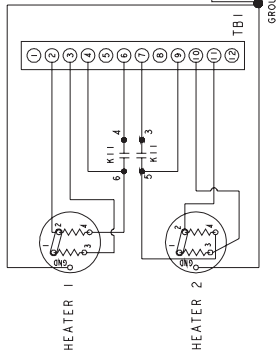 GROU
TB1
1 2 3 4 5 6 7 8 9 10 11 12
4 3
K11 K11
6 5
1 2 3 4 GND
HEATER 1
1 2 3 4 GND
HEATER 2